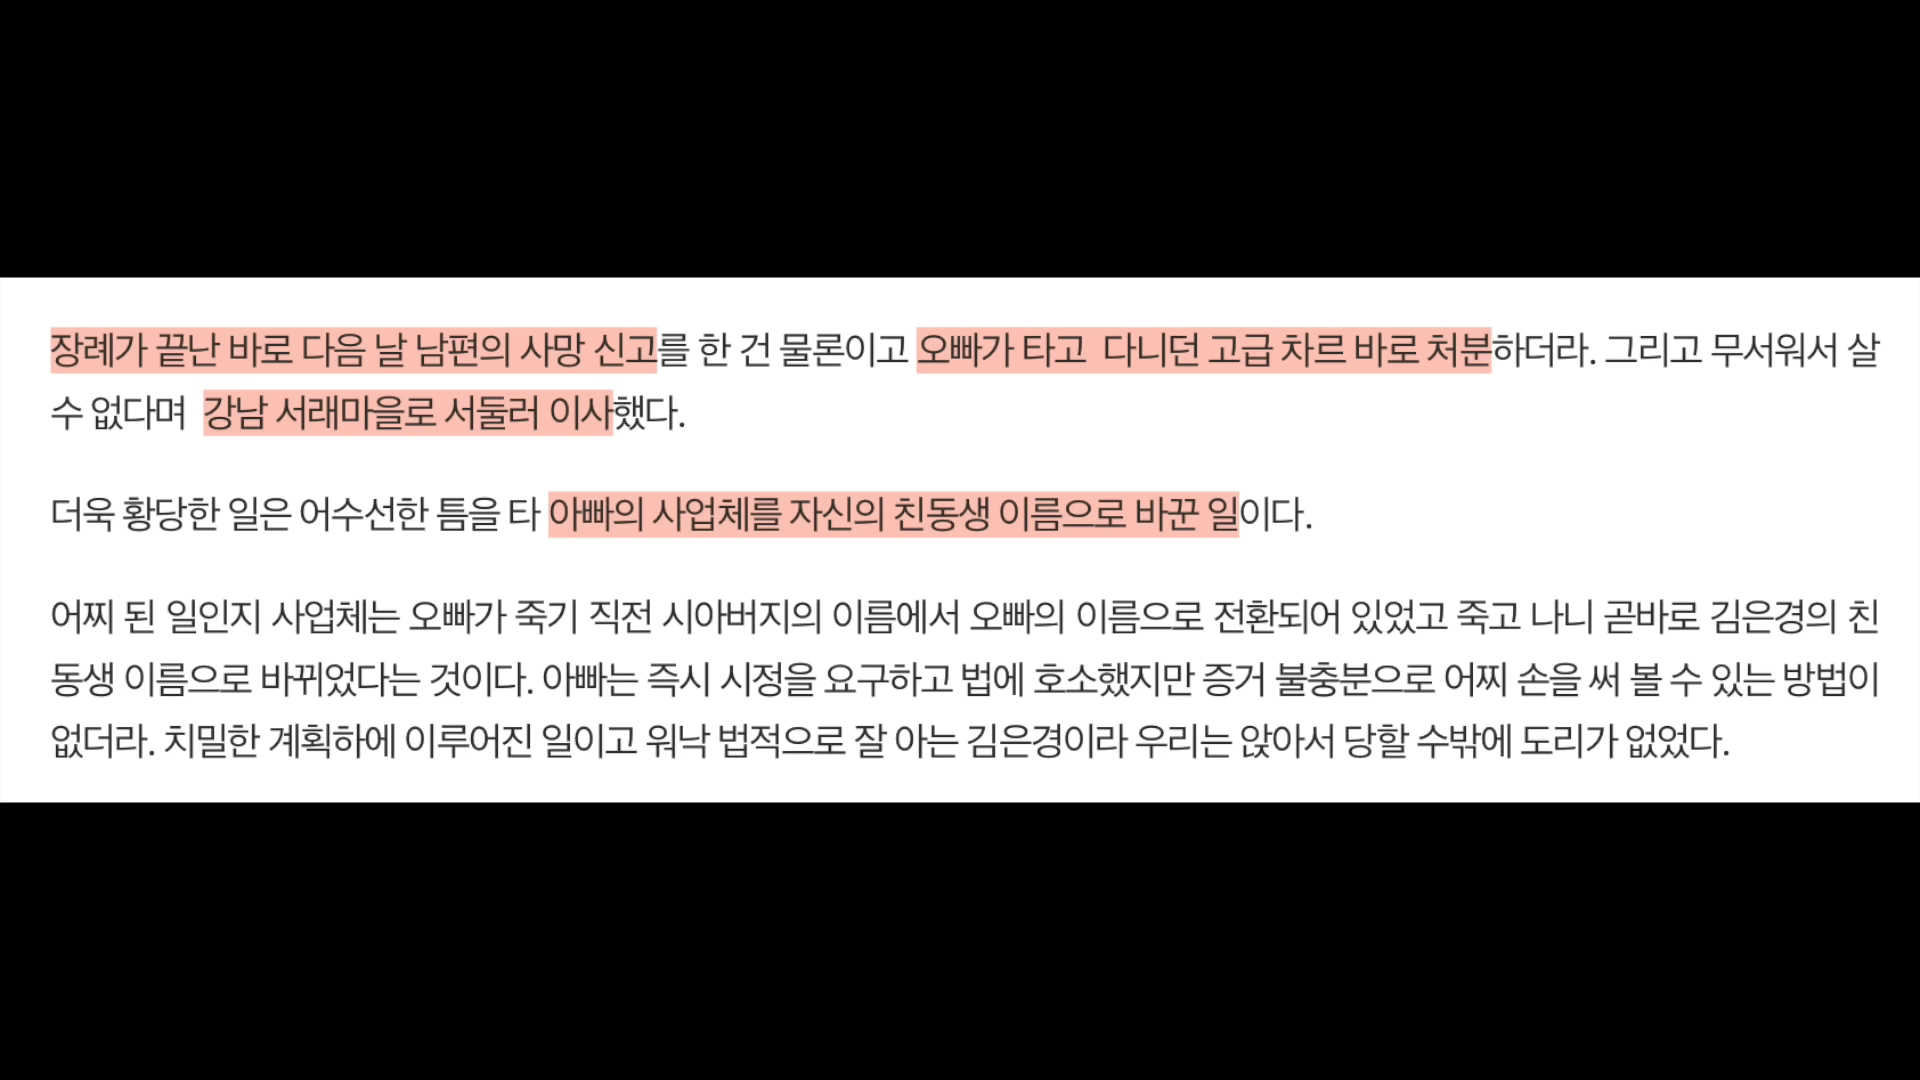 장례가 끝난 바로 다음 날 남편의 사망 신고를 한 건 물론이고 오빠가 타고 다니던 고급 차르 바로 처분하더라. 그리고 무서워서 살
수 없다며 강남 서래마을로 서둘러 이사했다.
더욱 황당한 일은 어수선한 틈을 타 아빠의 사업체를 자신의 친동생 이름으로 바꾼 일이다.
어찌 된 일인지 사업체는 오빠가 죽기 직전 시아버지의 이름에서 오빠의 이름으로 전환되어 있었고 죽고 나니 곧바로 김은경의 친
동생 이름으로 바뀌었다는 것이다. 아빠는 즉시 시정을 요구하고 법에 호소했지만 증거 불충분으로 어찌 손을 써 볼 수 있는 방법이
없더라. 치밀한 계획하에 이루어진 일이고 워낙 법적으로 잘 아는 김은경이라 우리는 앉아서 당할 수밖에 도리가 없었다.